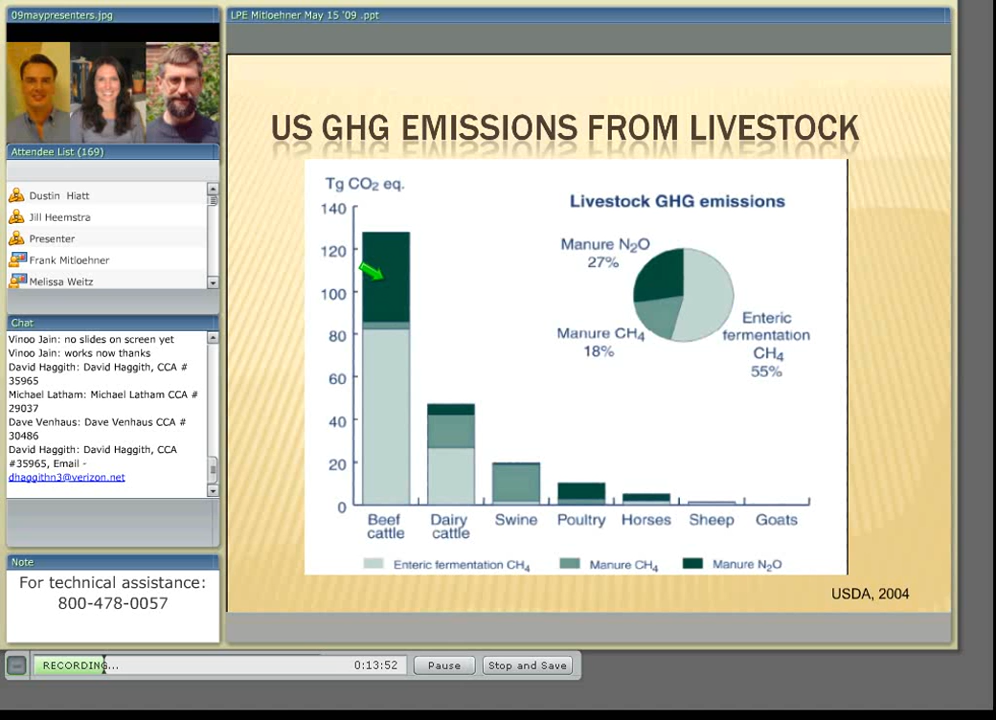 09maypresenters.jpg
Attendee List (169)
Dustin Hiatt
Jill Heemstra
Presenter
Frank Mitloehner
Melissa Weitz
Chat
Vinoo Jain: no slides on screen yet
Vinoo Jain: works now thanks
David Haggith: David Haggith, CCA #
35965
Michael Latham: Michael Latham CCA #
29037
Dave Venhaus: Dave Venhaus CCA #
30486
David Haggith: David Haggith, CCA
#35965, Email -
dhaggithn3@verizon.net
Note
For technical assistance:
800-478-0057
LPE Mitloehner May 15 '09 .ppt
US GHG EMISSIONS FROM LIVESTOCK
Tg CO2 eq.
140
120
100
80
60
40
20
0
Beef cattle
Dairy cattle
Swine
Poultry
Horses
Sheep
Goats
Livestock GHG emissions
Manure N2O
27%
Manure CH4
18%
Enteric
fermentation
CH4
55%
Enteric fermentation CH4
Manure CH4
Manure N2O
USDA, 2004
RECORDING...
0:13:52
Pause
Stop and Save